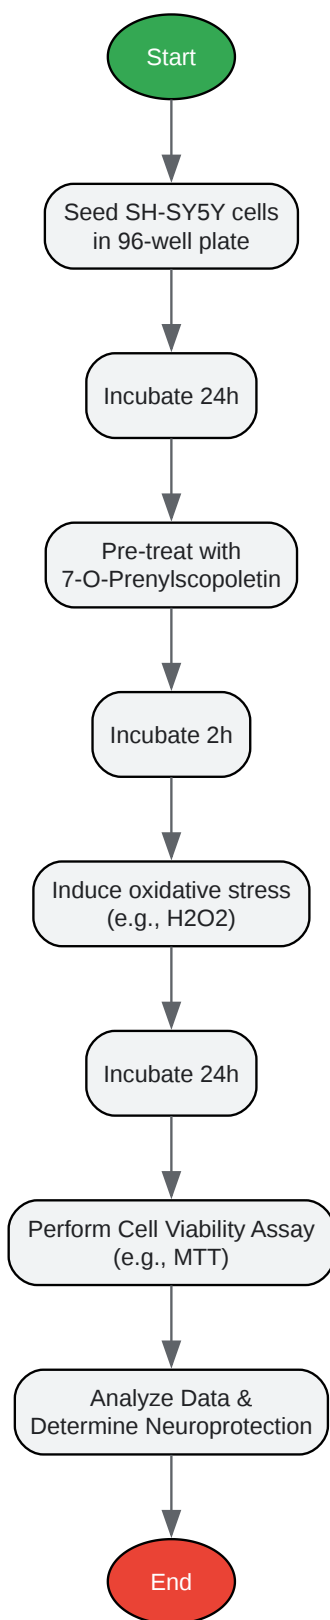 Start
Seed SH-SY5Y cells
in 96-well plate
Incubate 24h
Pre-treat with
7-O-Prenylscopoletin
Incubate 2h
Induce oxidative stress
(e.g., H2O2)
Incubate 24h
Perform Cell Viability Assay
(e.g., MTT)
Analyze Data &
Determine Neuroprotection
End